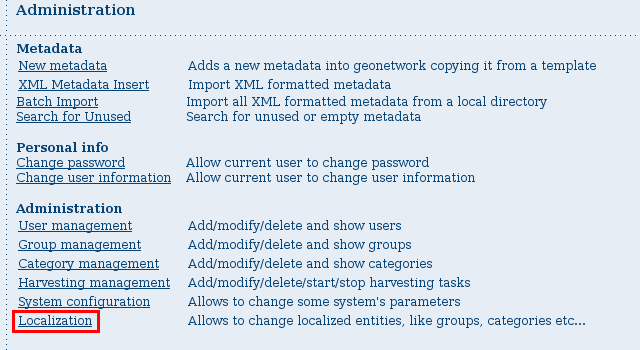 Administration
Metadata
New metadata Adds a new metadata into geonetwork copying it from a template
XML Metadata Insert Import XML formatted metadata
Batch Import Import all XML formatted metadata from a local directory
Search for Unused Search for unused or empty metadata
Personal info
Change password Allow current user to change password
Change user information Allow current user to change user information
Administration
User management Add/modify/delete and show users
Group management Add/modify/delete and show groups
Category management Add/modify/delete and show categories
Harvesting management Add/modify/delete/start/stop harvesting tasks
System configuration Allows to change some system's parameters
Localization Allows to change localized entities, like groups, categories etc...